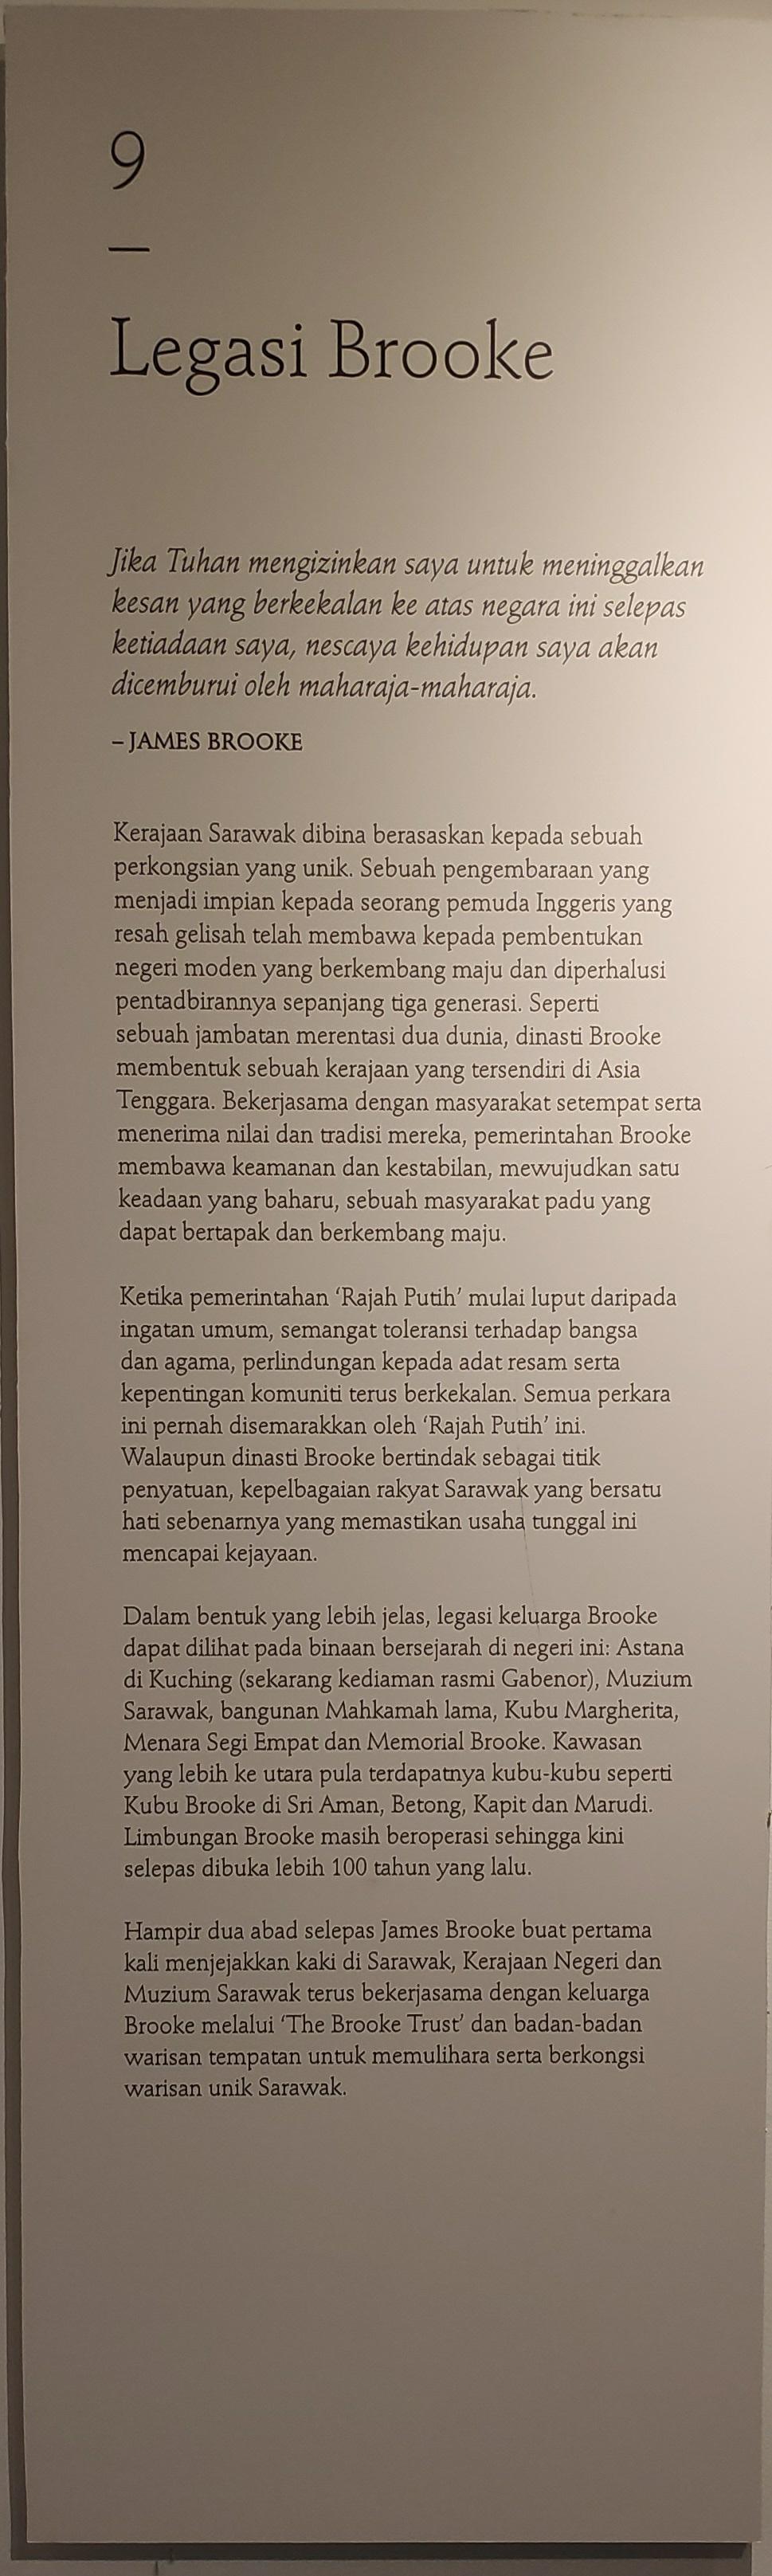 9
—
Legasi Brooke
Jika Tuhan mengizinkan saya untuk meninggalkan
kesan yang berkekalan ke atas negara ini selepas
ketiadaan saya, nescaya kehidupan saya akan
dicemburui oleh maharaja-maharaja.
– JAMES BROOKE
Kerajaan Sarawak dibina berasaskan kepada sebuah
perkongsian yang unik. Sebuah pengembaraan yang
menjadi impian kepada seorang pemuda Inggeris yang
resah gelisah telah membawa kepada pembentukan
negeri moden yang berkembang maju dan diperhalusi
pentadbirannya sepanjang tiga generasi. Seperti
sebuah jambatan merentasi dua dunia, dinasti Brooke
membentuk sebuah kerajaan yang tersendiri di Asia
Tenggara. Bekerjasama dengan masyarakat setempat serta
menerima nilai dan tradisi mereka, pemerintahan Brooke
membawa keamanan dan kestabilan, mewujudkan satu
keadaan yang baharu, sebuah masyarakat padu yang
dapat bertapak dan berkembang maju.
Ketika pemerintahan ‘Rajah Putih’ mulai luput daripada
ingatan umum, semangat toleransi terhadap bangsa
dan agama, perlindungan kepada adat resam serta
kepentingan komuniti terus berkekalan. Semua perkara
ini pernah disemarakkan oleh ‘Rajah Putih’ ini.
Walaupun dinasti Brooke bertindak sebagai titik
penyatuan, kepelbagaian rakyat Sarawak yang bersatu
hati sebenarnya yang memastikan usaha tunggal ini
mencapai kejayaan.
Dalam bentuk yang lebih jelas, legasi keluarga Brooke
dapat dilihat pada binaan bersejarah di negeri ini: Astana
di Kuching (sekarang kediaman rasmi Gabenor), Muzium
Sarawak, bangunan Mahkamah lama, Kubu Margherita,
Menara Segi Empat dan Memorial Brooke. Kawasan
yang lebih ke utara pula terdapatnya kubu-kubu seperti
Kubu Brooke di Sri Aman, Betong, Kapit dan Marudi.
Limbungan Brooke masih beroperasi sehingga kini
selepas dibuka lebih 100 tahun yang lalu.
Hampir dua abad selepas James Brooke buat pertama
kali menjejakkan kaki di Sarawak, Kerajaan Negeri dan
Muzium Sarawak terus bekerjasama dengan keluarga
Brooke melalui ‘The Brooke Trust’ dan badan-badan
warisan tempatan untuk memulihara serta berkongsi
warisan unik Sarawak.